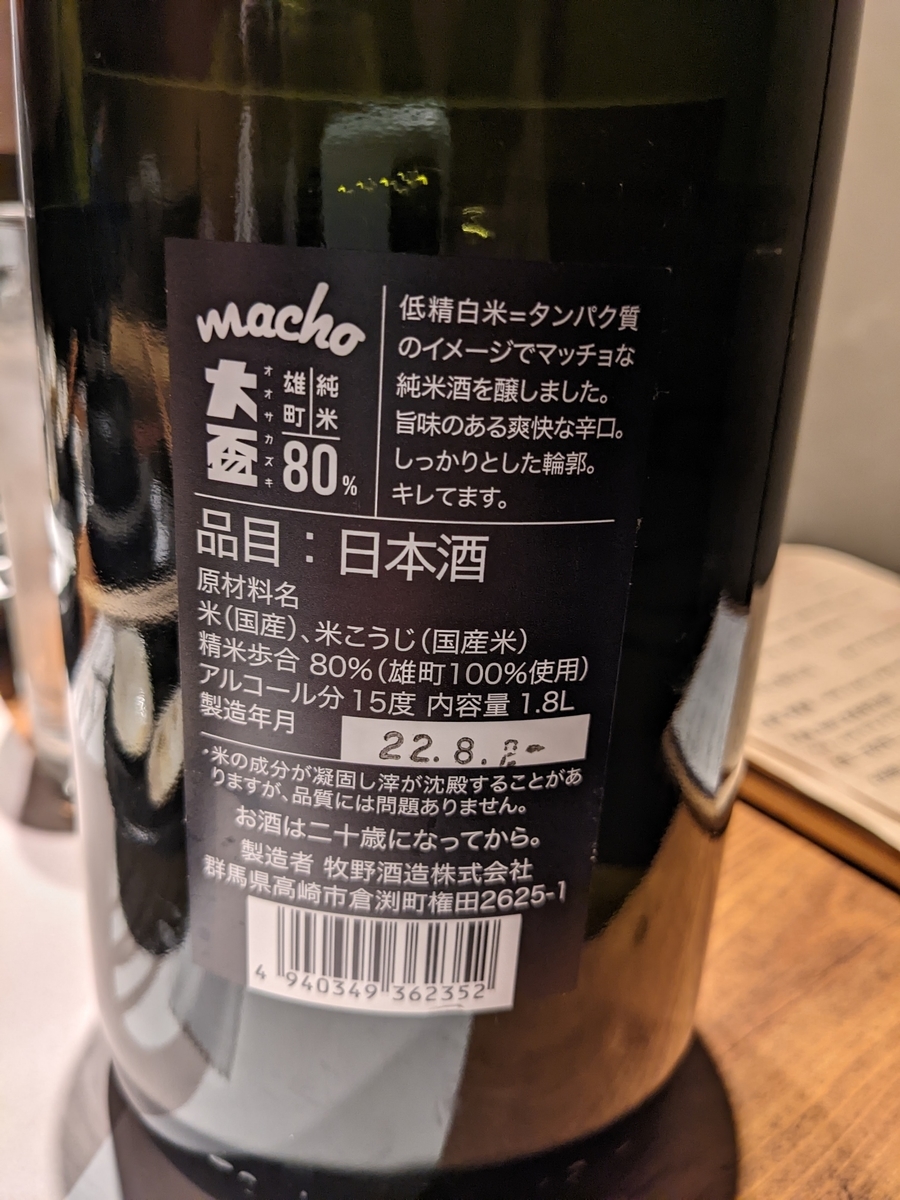 macho
大盃
オオサカズキ
雄町
純米
80%
低精白米=タンパク質
のイメージでマッチョな
純米酒を醸しました。
旨味のある爽快な辛口。
しっかりとした輪郭。
キレてます。
品目：日本酒
原材料名
米(国産)、米こうじ(国産米)
精米歩合 80%(雄町100%使用)
アルコール分 15度 内容量 1.8L
製造年月
22.8.
・米の成分が凝固し滓が沈殿することがあ
りますが、品質には問題ありません。
お酒は二十歳になってから。
製造者 牧野酒造株式会社
群馬県高崎市倉渕町権田2625-1
4 940349 362352